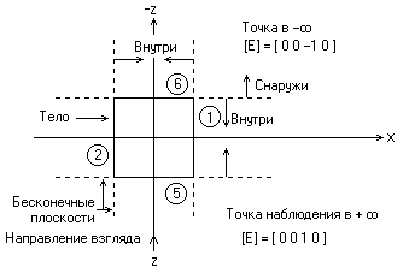 -z
Точка в −∞
[E] = [ 0 0 −1 0 ]
Внутри
6
Снаружи
Тело
1
Внутри
x
2
5
Бесконечные
плоскости
Точка наблюдения в + ∞
Направление взгляда
[E] = [ 0 0 1 0 ]
z